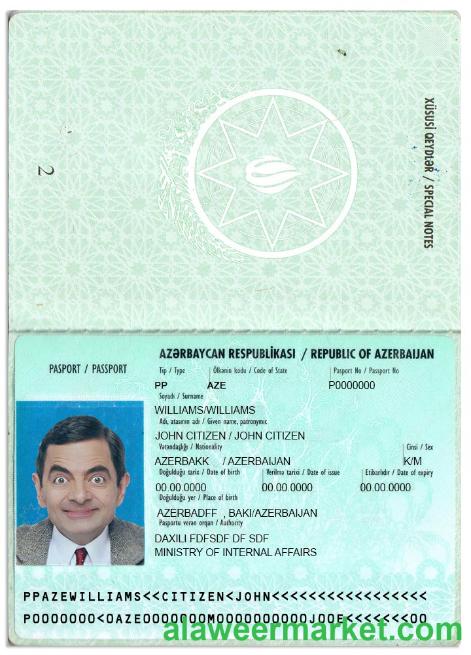 2
XÜSUSİ QEYDLƏR / SPECIAL NOTES
PASPORT / PASSPORT
AZƏRBAYCAN RESPUBLİKASI / REPUBLIC OF AZERBAIJAN
Tip / Type Ölkənin kodu / Code of State Pasport No / Passport No
PP AZE P0000000
Soyadı / Surname
WILLIAMS/WILLIAMS
Adı, atasının adı / Given name, patronymic
JOHN CITIZEN / JOHN CITIZEN
Vətəndaşlığı / Nationality Cinsi / Sex
AZERBAKK / AZERBAIJAN K/M
Doğulduğu tarix / Date of birth Verilmə tarixi / Date of issue Etibarlıdır / Date of expiry
00.00.0000 00.00.0000 00.00.0000
Doğulduğu yer / Place of birth
AZERBADFF , BAKI/AZERBAIJAN
Pasportu verən orqan / Authority
DAXILI FDFSDF DF SDF
MINISTRY OF INTERNAL AFFAIRS
PPAZEWILLIAMS<<CITIZEN<JOHN<<<<<<<<<<<<<<<<<
alaweermarket.com